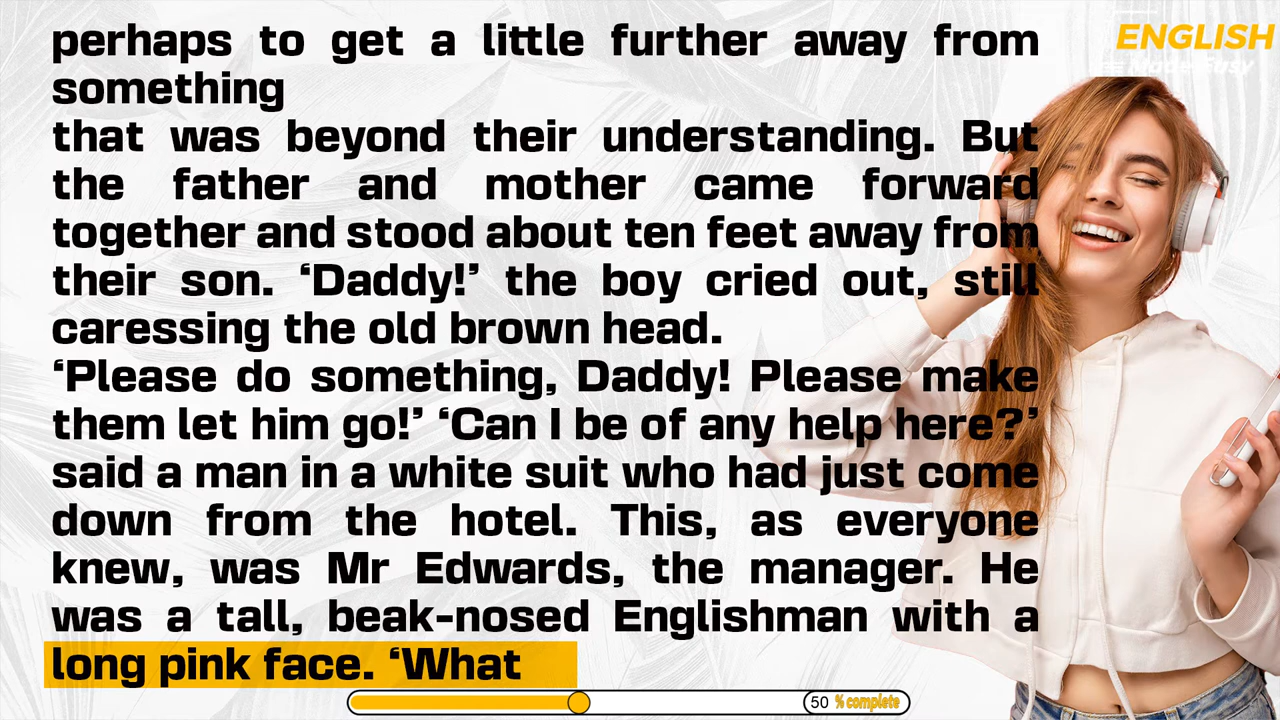 perhaps to get a little further away from
something
that was beyond their understanding. But
the father and mother came forward
together and stood about ten feet away from
their son. ‘Daddy!’ the boy cried out, still
caressing the old brown head.
‘Please do something, Daddy! Please make
them let him go!’ ‘Can I be of any help here?’
said a man in a white suit who had just come
down from the hotel. This, as everyone
knew, was Mr Edwards, the manager. He
was a tall, beak-nosed Englishman with a
long pink face. ‘What
ENGLISH
Made Easy
50 % complete